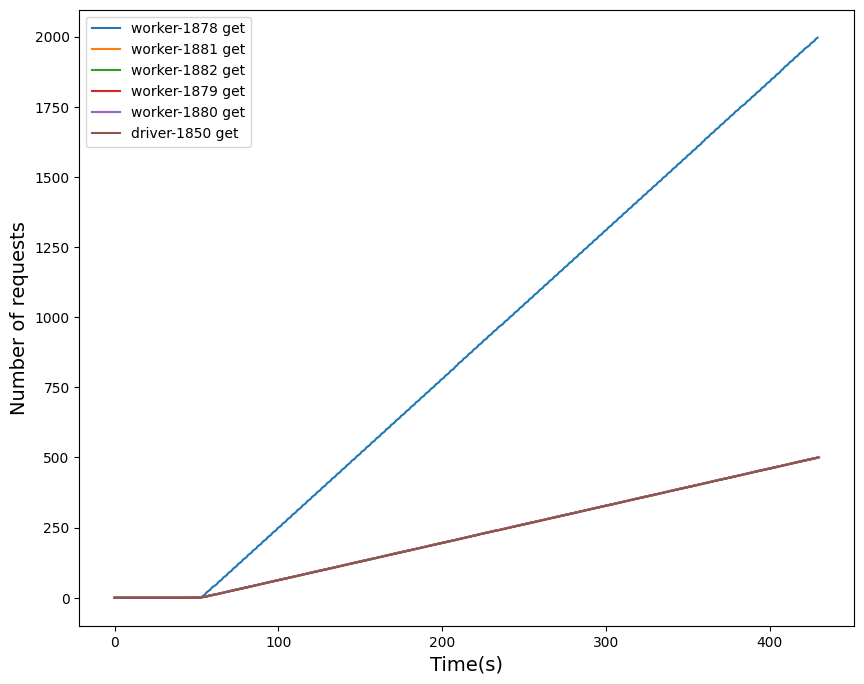 worker-1878 get
worker-1881 get
worker-1882 get
worker-1879 get
worker-1880 get
driver-1850 get
2000
1750
1500
1250
1000
750
500
250
0
Number of requests
0 100 200 300 400
Time(s)